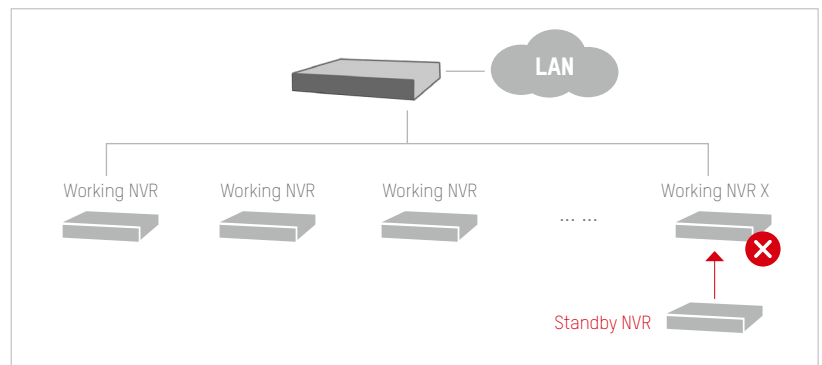 LAN
Working NVR
Working NVR
Working NVR
... ...
Working NVR X
Standby NVR